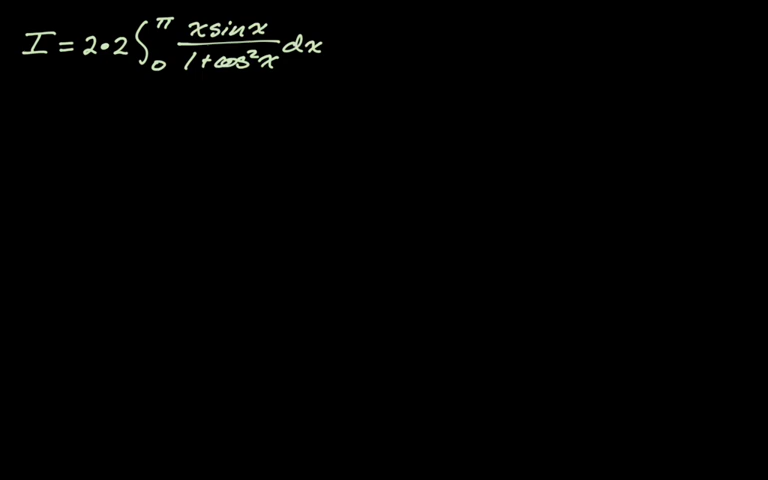 I = 2•2 ∫₀^π (x sin x)/(1 + cos²x) dx